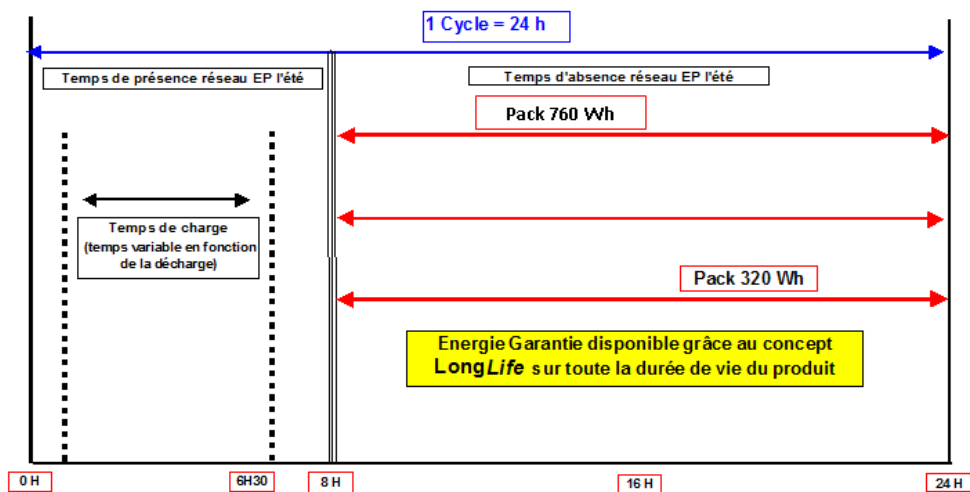 1 Cycle = 24 h
Temps de présence réseau EP l'été
Temps d'absence réseau EP l'été
Pack 760 Wh
Temps de charge
(temps variable en fonction
de la décharge)
Pack 320 Wh
Energie Garantie disponible grâce au concept
LongLife sur toute la durée de vie du produit
0 H
6H30
8 H
16 H
24 H